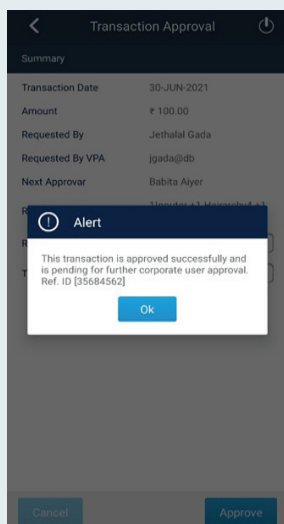 Transaction Approval
Summary
Transaction Date 30-JUN-2021
Amount ₹ 100.00
Requested By Jethalal Gada
Requested By VPA jgada@db
Next Approvar Babita Aiyer
R
Alert
R
T
This transaction is approved successfully and
is pending for further corporate user approval.
Ref. ID [35684562]
Ok
Cancel Approve